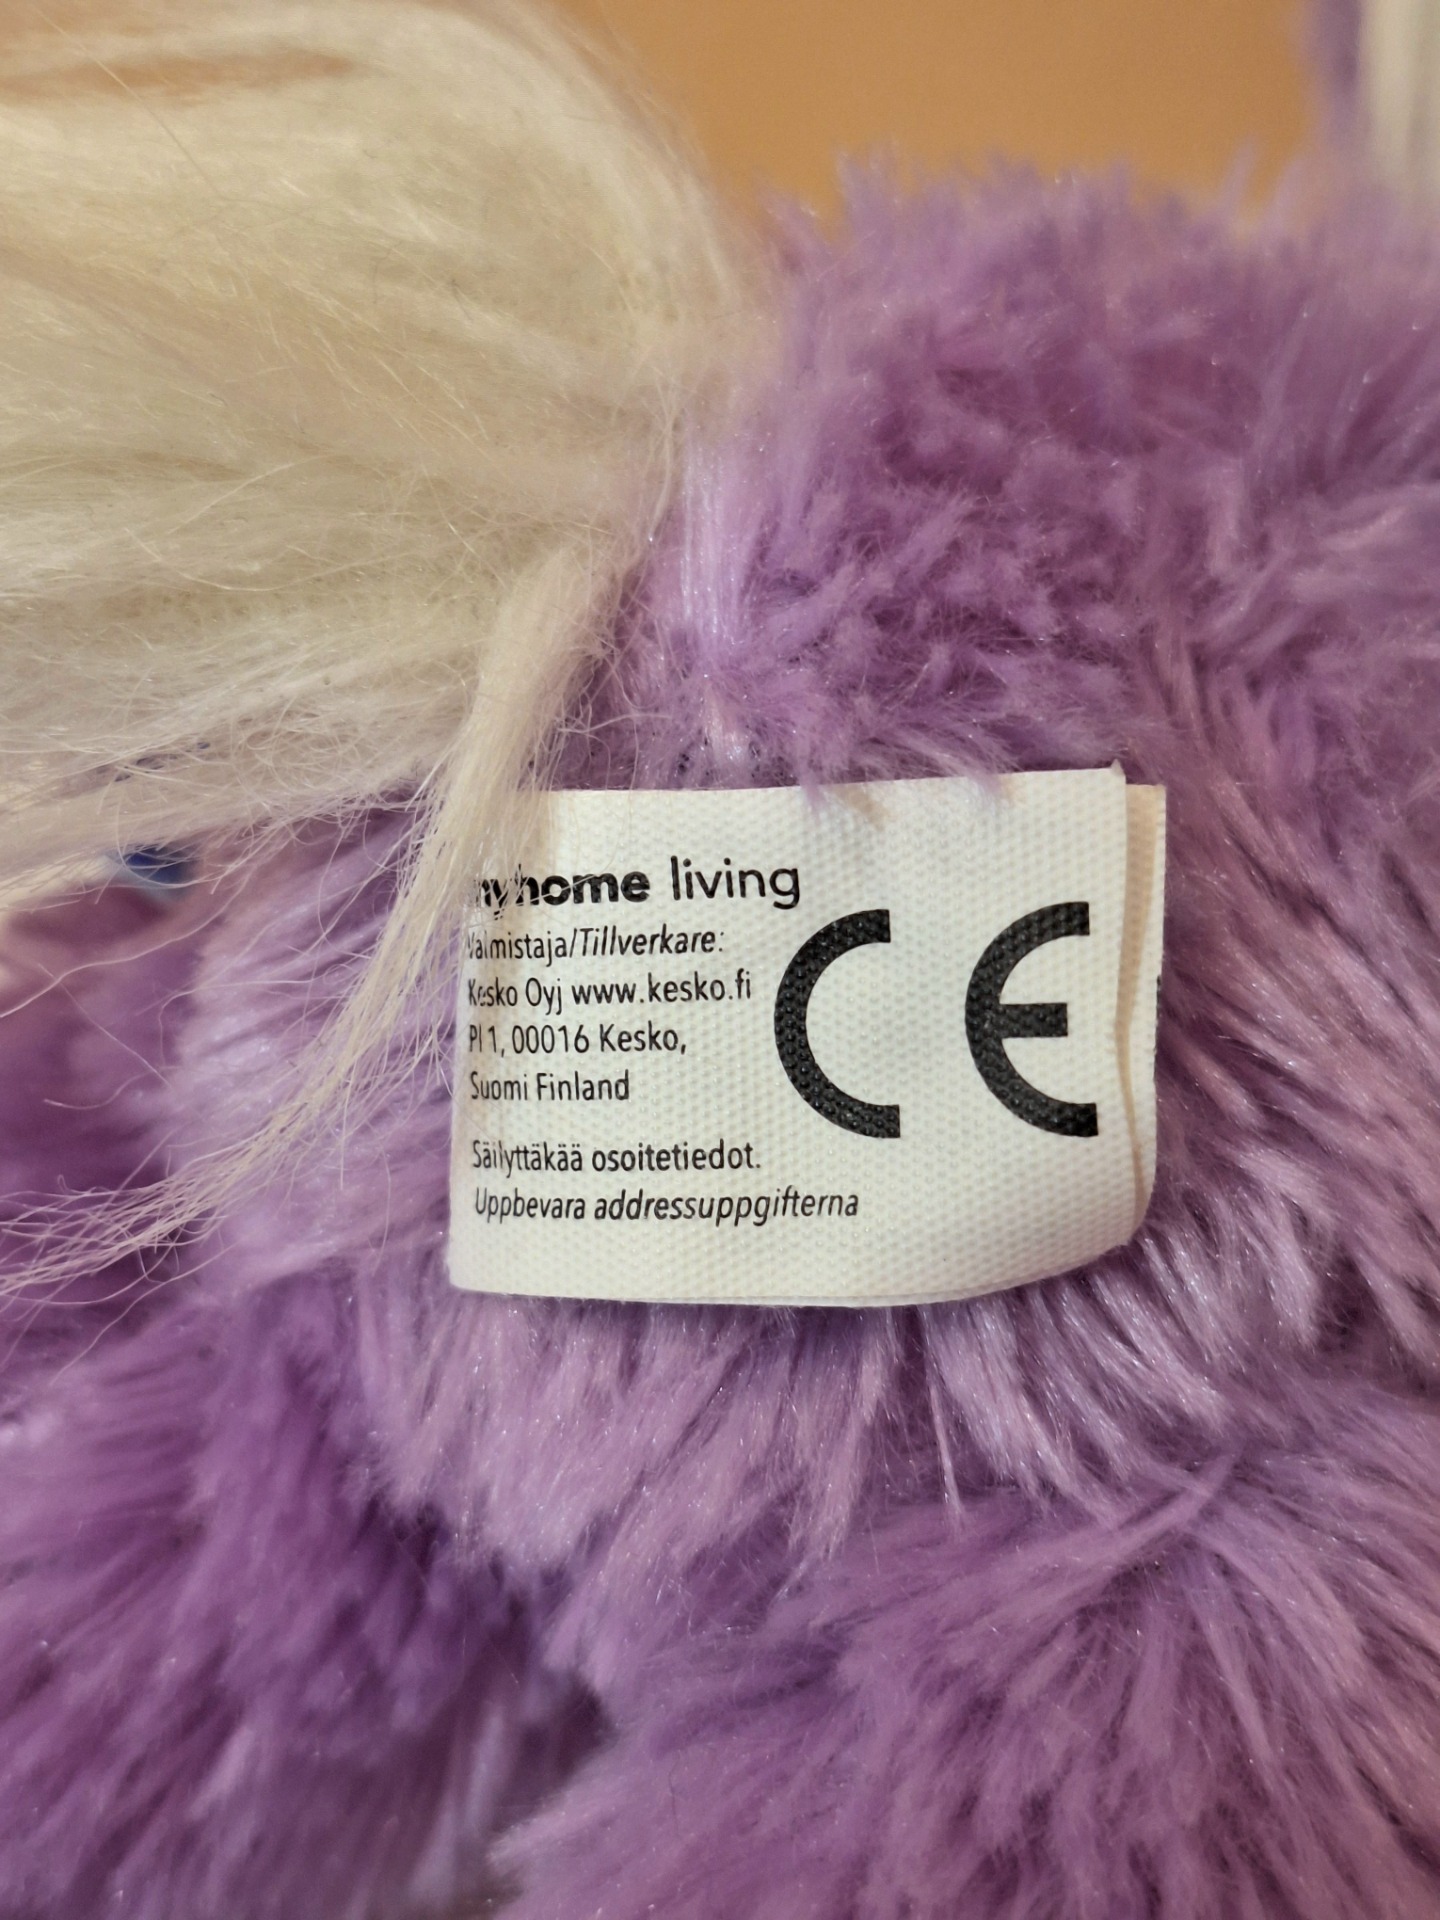 myhome living
Valmistaja/Tillverkare:
Kesko Oyj www.kesko.fi
Pl 1, 00016 Kesko,
Suomi Finland
CE
Säilyttäkää osoitetiedot.
Uppbevara addressuppgifterna